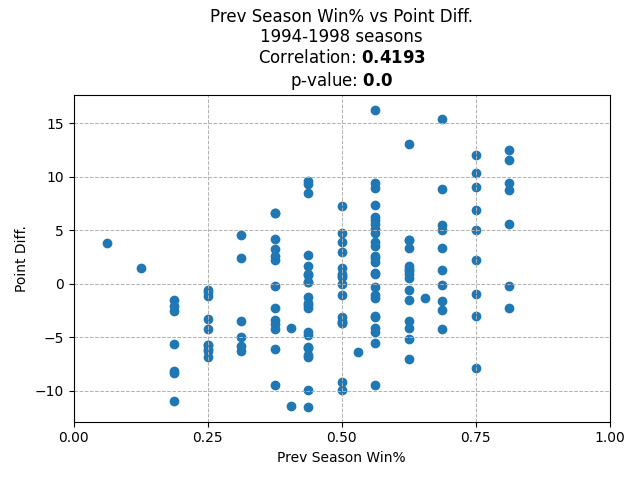 Prev Season Win% vs Point Diff.
1994-1998 seasons
Correlation: 0.4193
p-value: 0.0
15
10
5
0
−5
−10
Point Diff.
0.00 0.25 0.50 0.75 1.00
Prev Season Win%